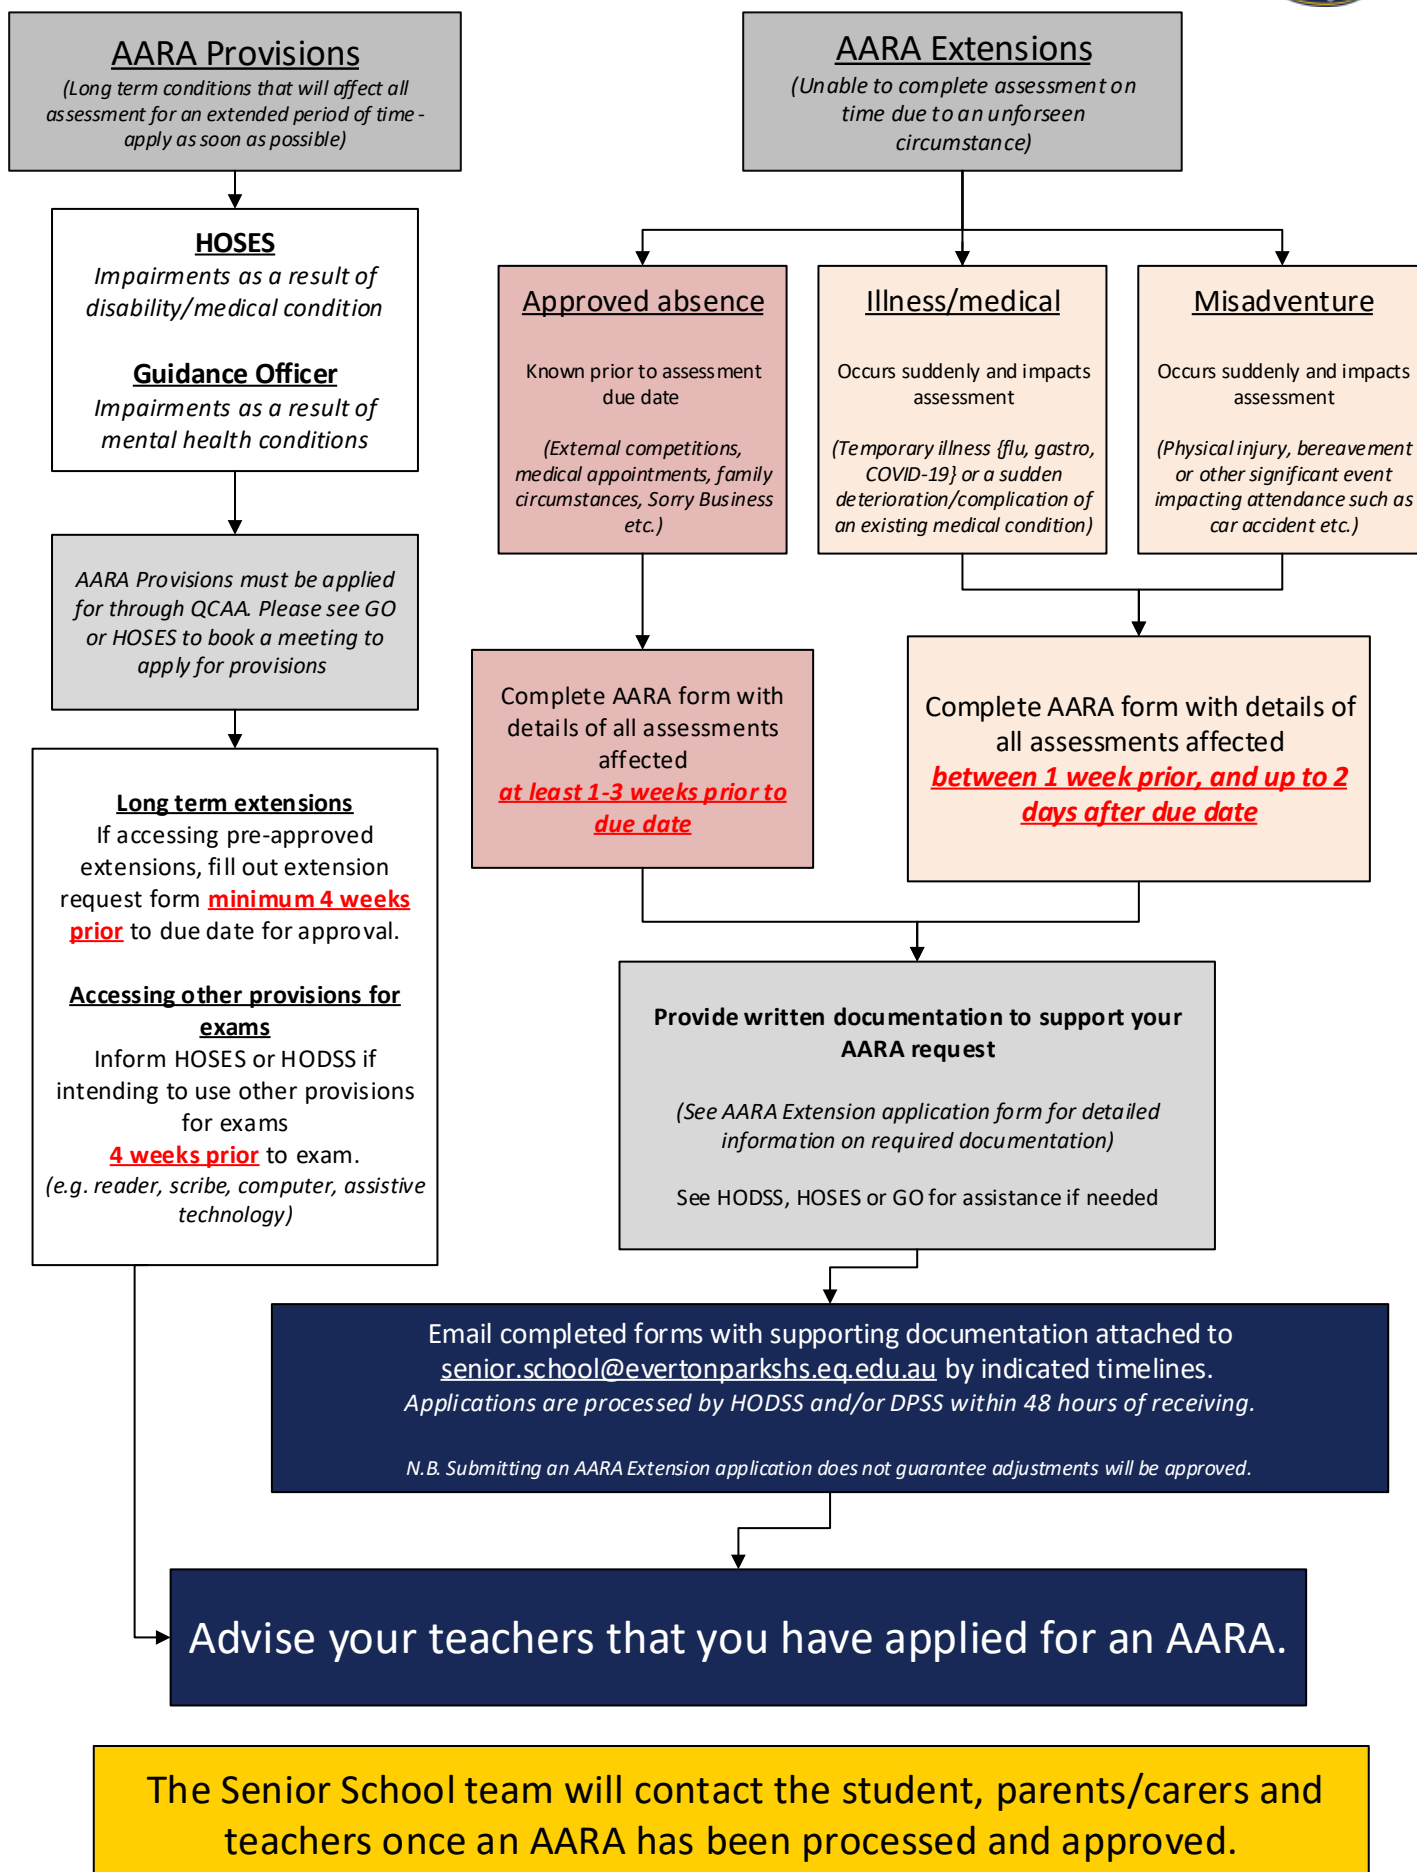 AARA Provisions
(Long term conditions that will affect all
assessment for an extended period of time -
apply as soon as possible)
HOSES
Impairments as a result of
disability/medical condition
Guidance Officer
Impairments as a result of
mental health conditions
AARA Provisions must be applied
for through QCAA. Please see GO
or HOSES to book a meeting to
apply for provisions
Long term extensions
If accessing pre-approved
extensions, fill out extension
request form minimum 4 weeks
prior to due date for approval.
Accessing other provisions for
exams
Inform HOSES or HODSS if
intending to use other provisions
for exams
4 weeks prior to exam.
(e.g. reader, scribe, computer, assistive
technology)
AARA Extensions
(Unable to complete assessment on
time due to an unforseen
circumstance)
Approved absence
Known prior to assessment
due date
(External competitions,
medical appointments, family
circumstances, Sorry Business
etc.)
Illness/medical
Occurs suddenly and impacts
assessment
(Temporary illness {flu, gastro,
COVID-19} or a sudden
deterioration/complication of
an existing medical condition)
Misadventure
Occurs suddenly and impacts
assessment
(Physical injury, bereavement
or other significant event
impacting attendance such as
car accident etc.)
Complete AARA form with
details of all assessments
affected
at least 1-3 weeks prior to
due date
Complete AARA form with details of
all assessments affected
between 1 week prior, and up to 2
days after due date
Provide written documentation to support your
AARA request
(See AARA Extension application form for detailed
information on required documentation)
See HODSS, HOSES or GO for assistance if needed
Email completed forms with supporting documentation attached to
senior.school@evertonparkshs.eq.edu.au by indicated timelines.
Applications are processed by HODSS and/or DPSS within 48 hours of receiving.
N.B. Submitting an AARA Extension application does not guarantee adjustments will be approved.
Advise your teachers that you have applied for an AARA.
The Senior School team will contact the student, parents/carers and
teachers once an AARA has been processed and approved.